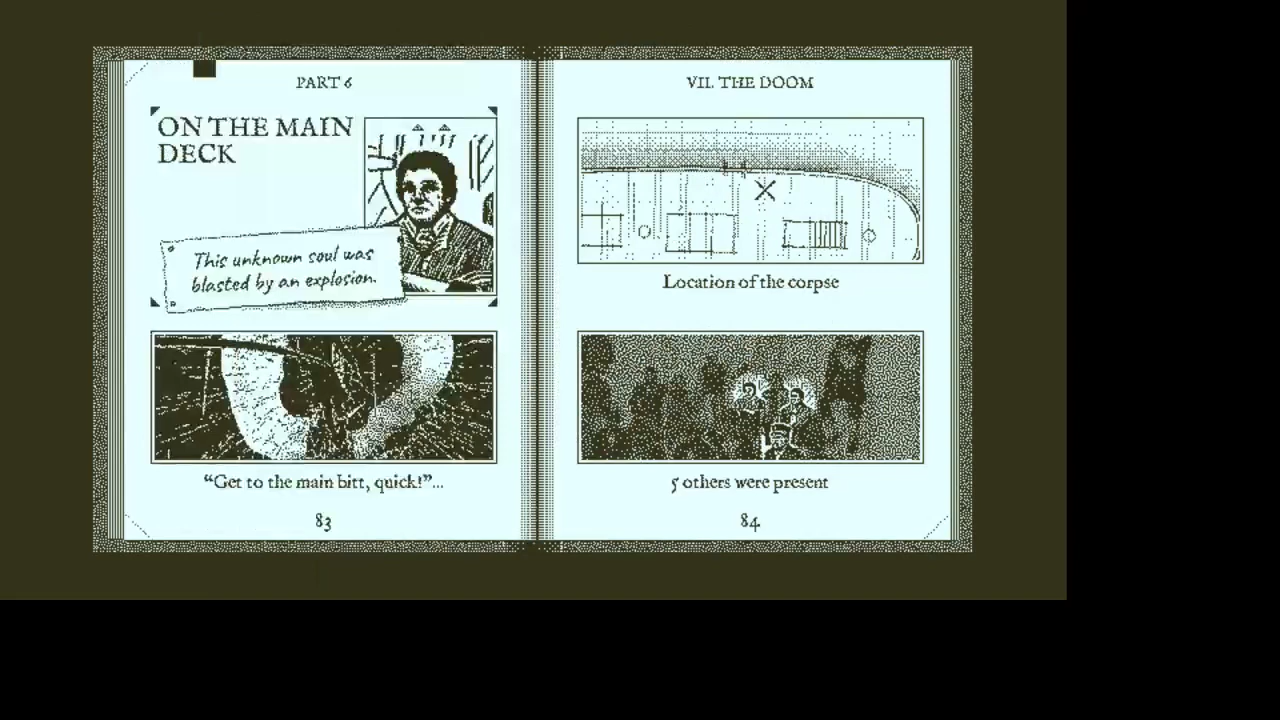 PART 6
ON THE MAIN
DECK
This unknown soul was
blasted by an explosion.
“Get to the main bitt, quick!”...
83
VII. THE DOOM
Location of the corpse
5 others were present
84